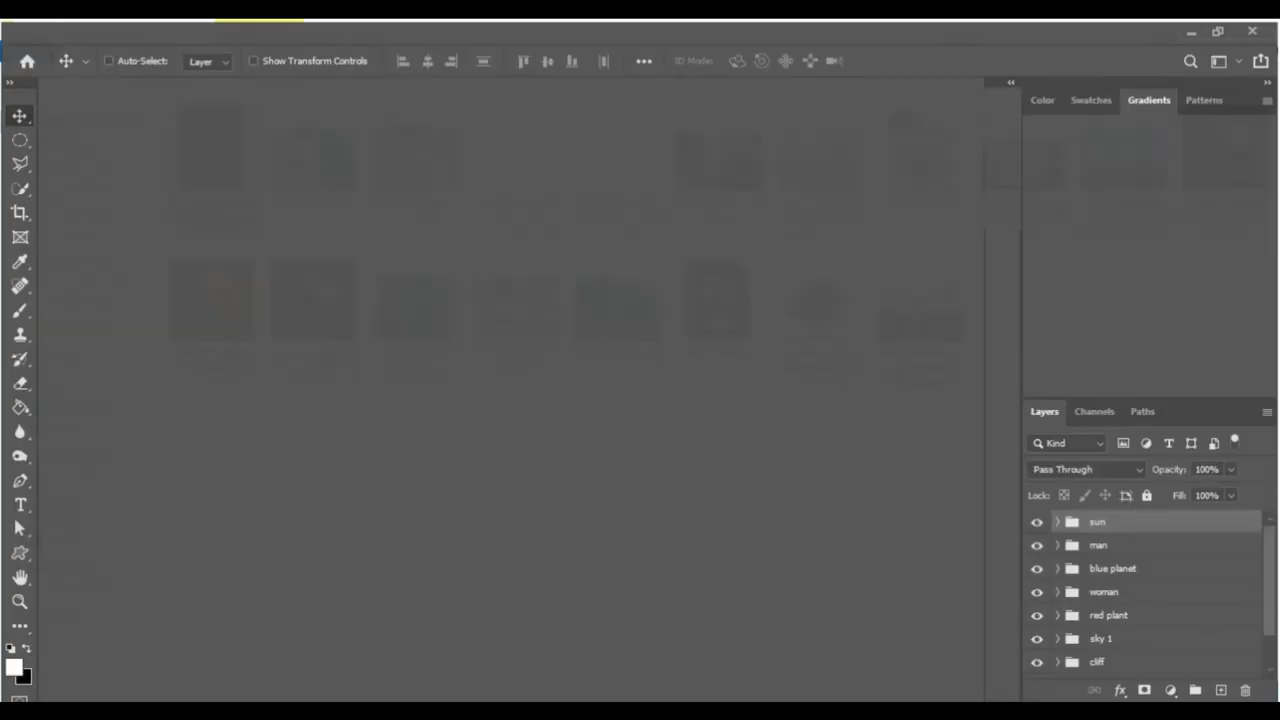 Auto-Select: Layer Show Transform Controls 3D Mode:
Color Swatches Gradients Patterns
Layers Channels Paths
Kind
Pass Through Opacity: 100%
Lock: Fill: 100%
sun
man
blue planet
woman
red plant
sky 1
cliff